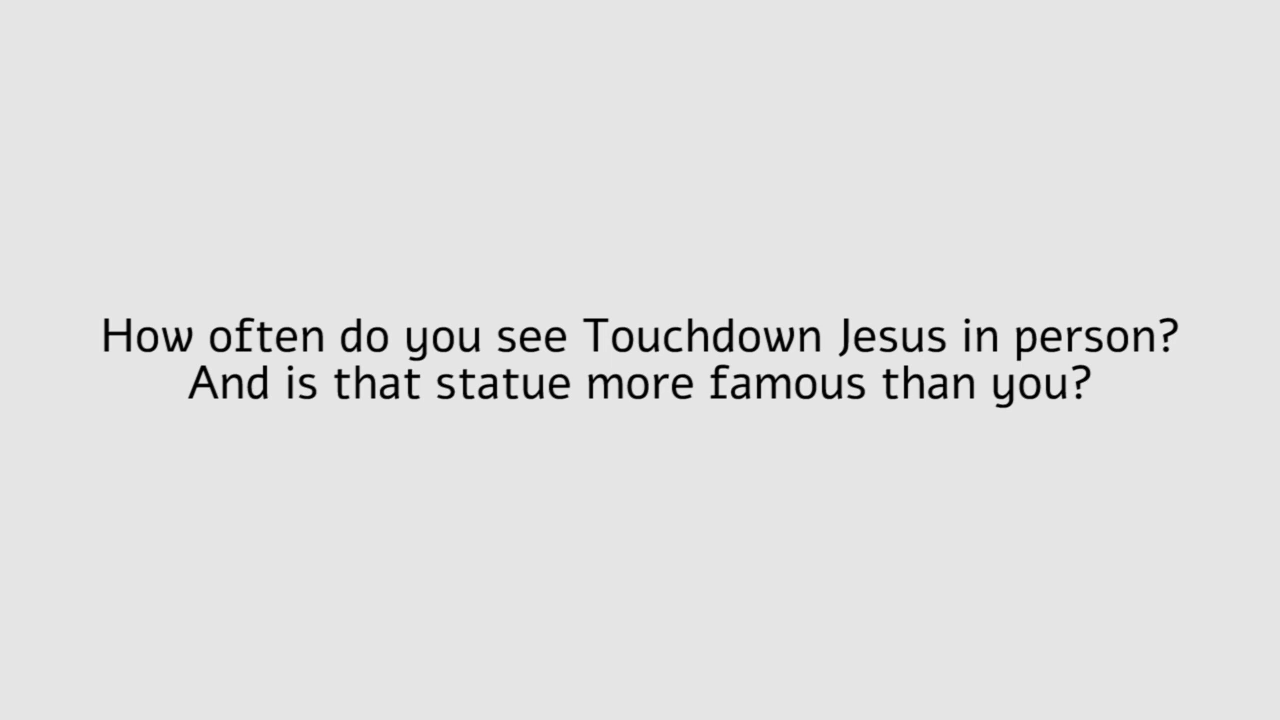 How often do you see Touchdown Jesus in person?
And is that statue more famous than you?